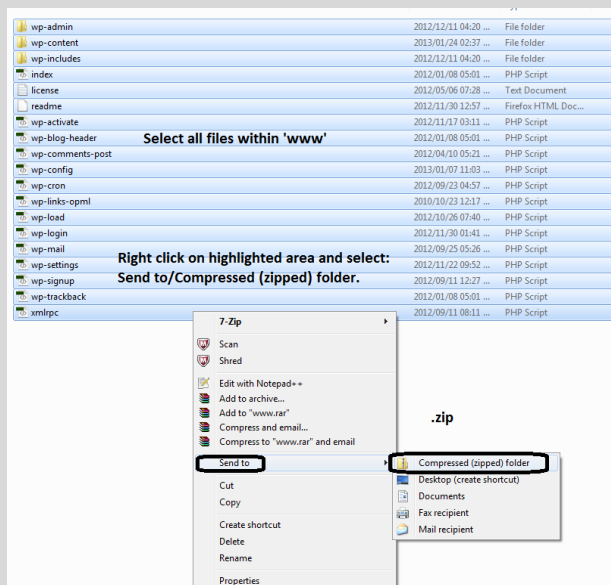 wp-admin 2012/12/11 04:20 ... File folder
wp-content 2013/01/24 02:37 ... File folder
wp-includes 2012/12/11 04:20 ... File folder
index 2012/01/08 05:01 ... PHP Script
license 2012/05/06 07:28 ... Text Document
readme 2012/11/30 12:57 ... Firefox HTML Doc...
wp-activate 2012/11/17 03:11 ... PHP Script
wp-blog-header 2012/01/08 05:01 ... PHP Script
Select all files within 'www'
wp-comments-post 2012/04/10 05:21 ... PHP Script
wp-config 2013/01/07 11:03 ... PHP Script
wp-cron 2012/09/23 04:57 ... PHP Script
wp-links-opml 2010/10/23 12:17 ... PHP Script
wp-load 2012/10/26 07:40 ... PHP Script
wp-login 2012/11/30 01:41 ... PHP Script
wp-mail 2012/09/25 05:26 ... PHP Script
Right click on highlighted area and select:
wp-settings 2012/11/22 09:52 ... PHP Script
Send to/Compressed (zipped) folder.
wp-signup 2012/09/11 12:27 ... PHP Script
wp-trackback 2012/01/08 05:01 ... PHP Script
xmlrpc 2012/09/11 08:11 ... PHP Script
7-Zip
Scan
Shred
Edit with Notepad++
Add to archive...
Add to "www.rar"
Compress and email...
Compress to "www.rar" and email
.zip
Send to
Compressed (zipped) folder
Desktop (create shortcut)
Documents
Fax recipient
Mail recipient
Cut
Copy
Create shortcut
Delete
Rename
Properties